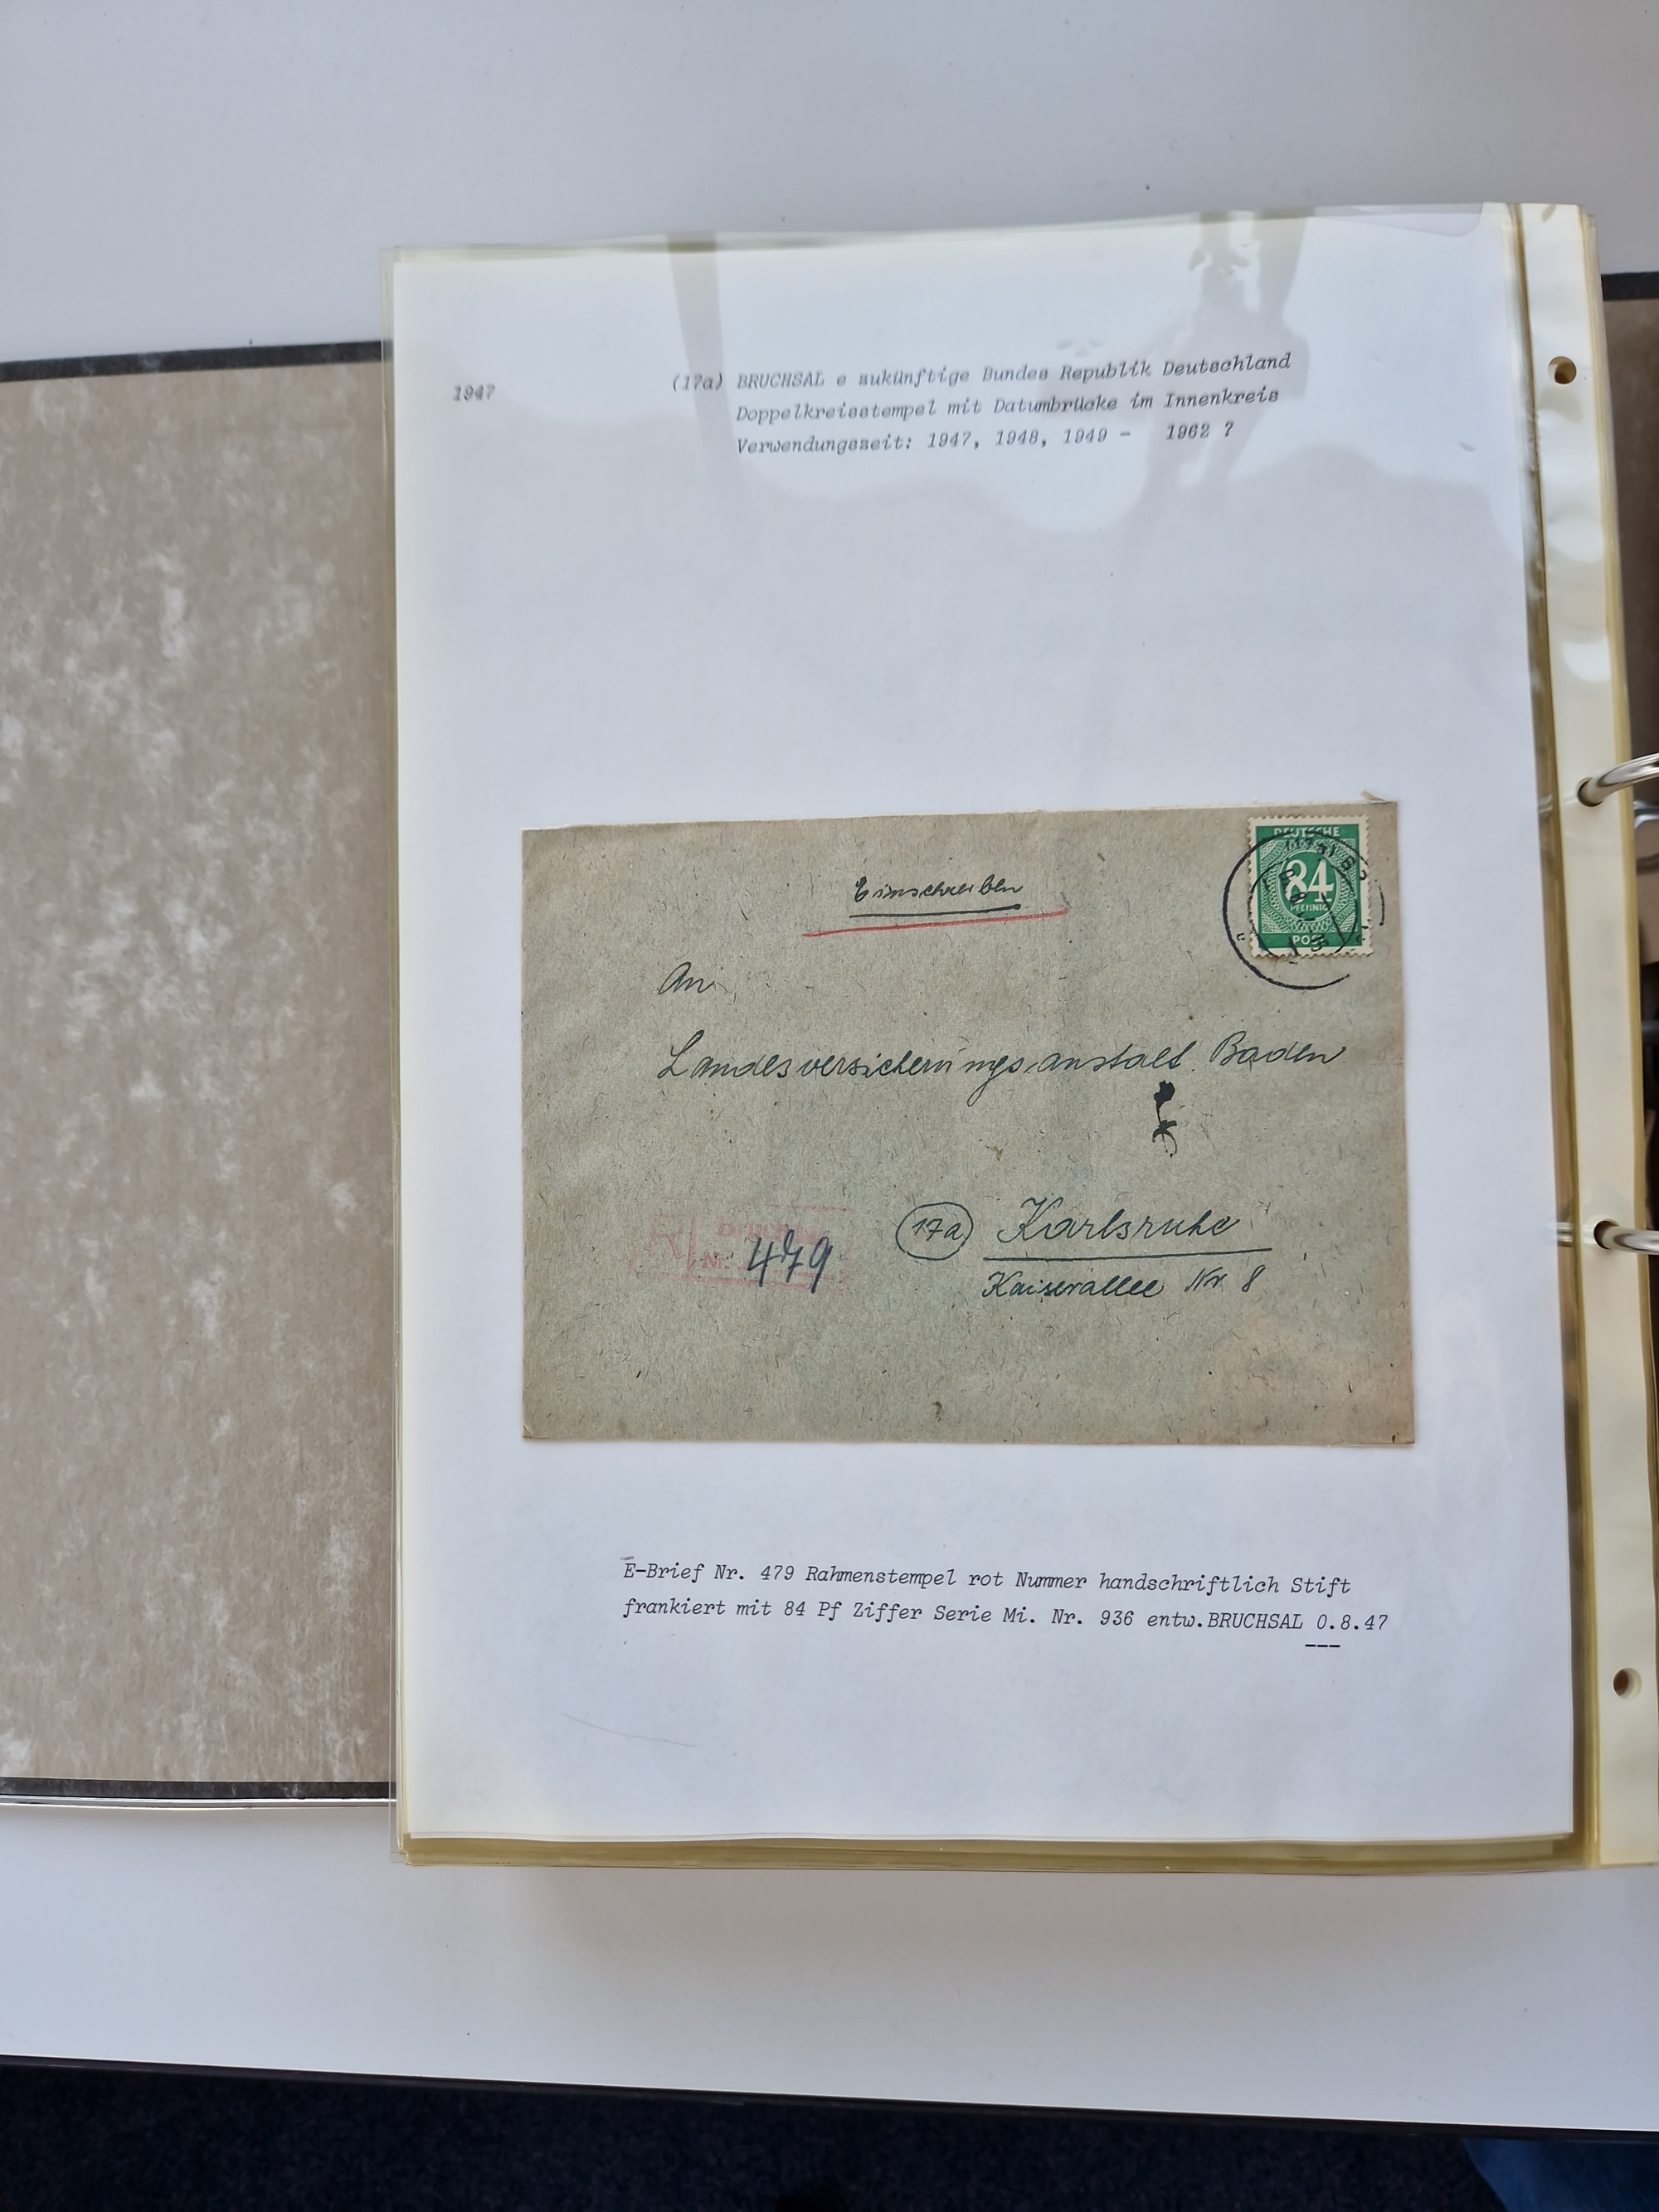 1947
(17a) BRUCHSAL e zukünftige Bundes Republik Deutschland
Doppelkreisstempel mit Datumbrücke im Innenkreis
Verwendungszeit: 1947, 1948, 1949 - 1962 ?
Einschreiben
DEUTSCHE
84
PFENNIG
POST
An
Landesversicherungsanstalt Baden
R
Bruchsal
Nr. 479
(17a) Karlsruhe
Kaiserallee Nr. 8
E-Brief Nr. 479 Rahmenstempel rot Nummer handschriftlich Stift
frankiert mit 84 Pf Ziffer Serie Mi. Nr. 936 entw.BRUCHSAL 0.8.47